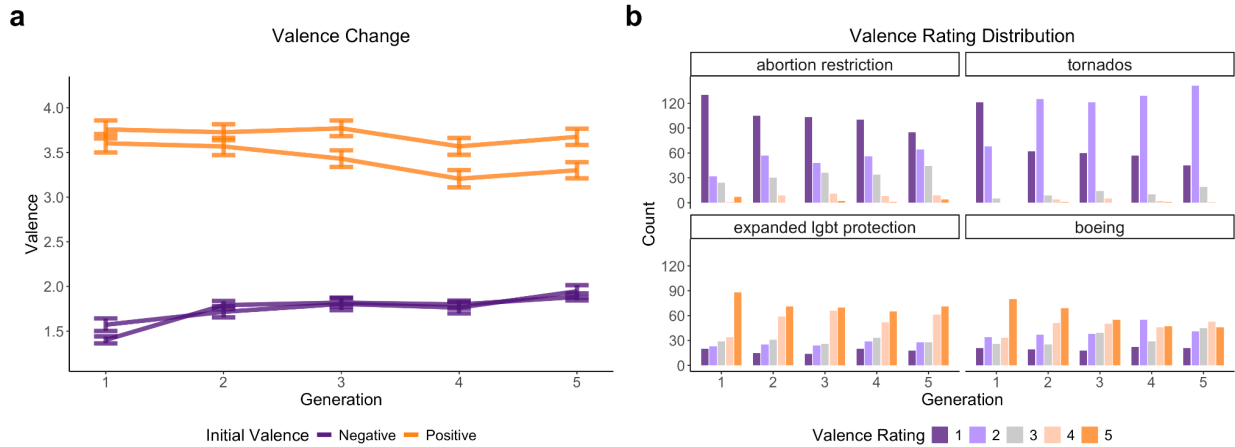 a
Valence Change
Valence
4.0
3.5
3.0
2.5
2.0
1.5
1 2 3 4 5
Generation
Initial Valence Negative Positive
b
Valence Rating Distribution
abortion restriction tornados
Count
120
90
60
30
0
expanded lgbt protection boeing
120
90
60
30
0
1 2 3 4 5 1 2 3 4 5
Generation
Valence Rating 1 2 3 4 5